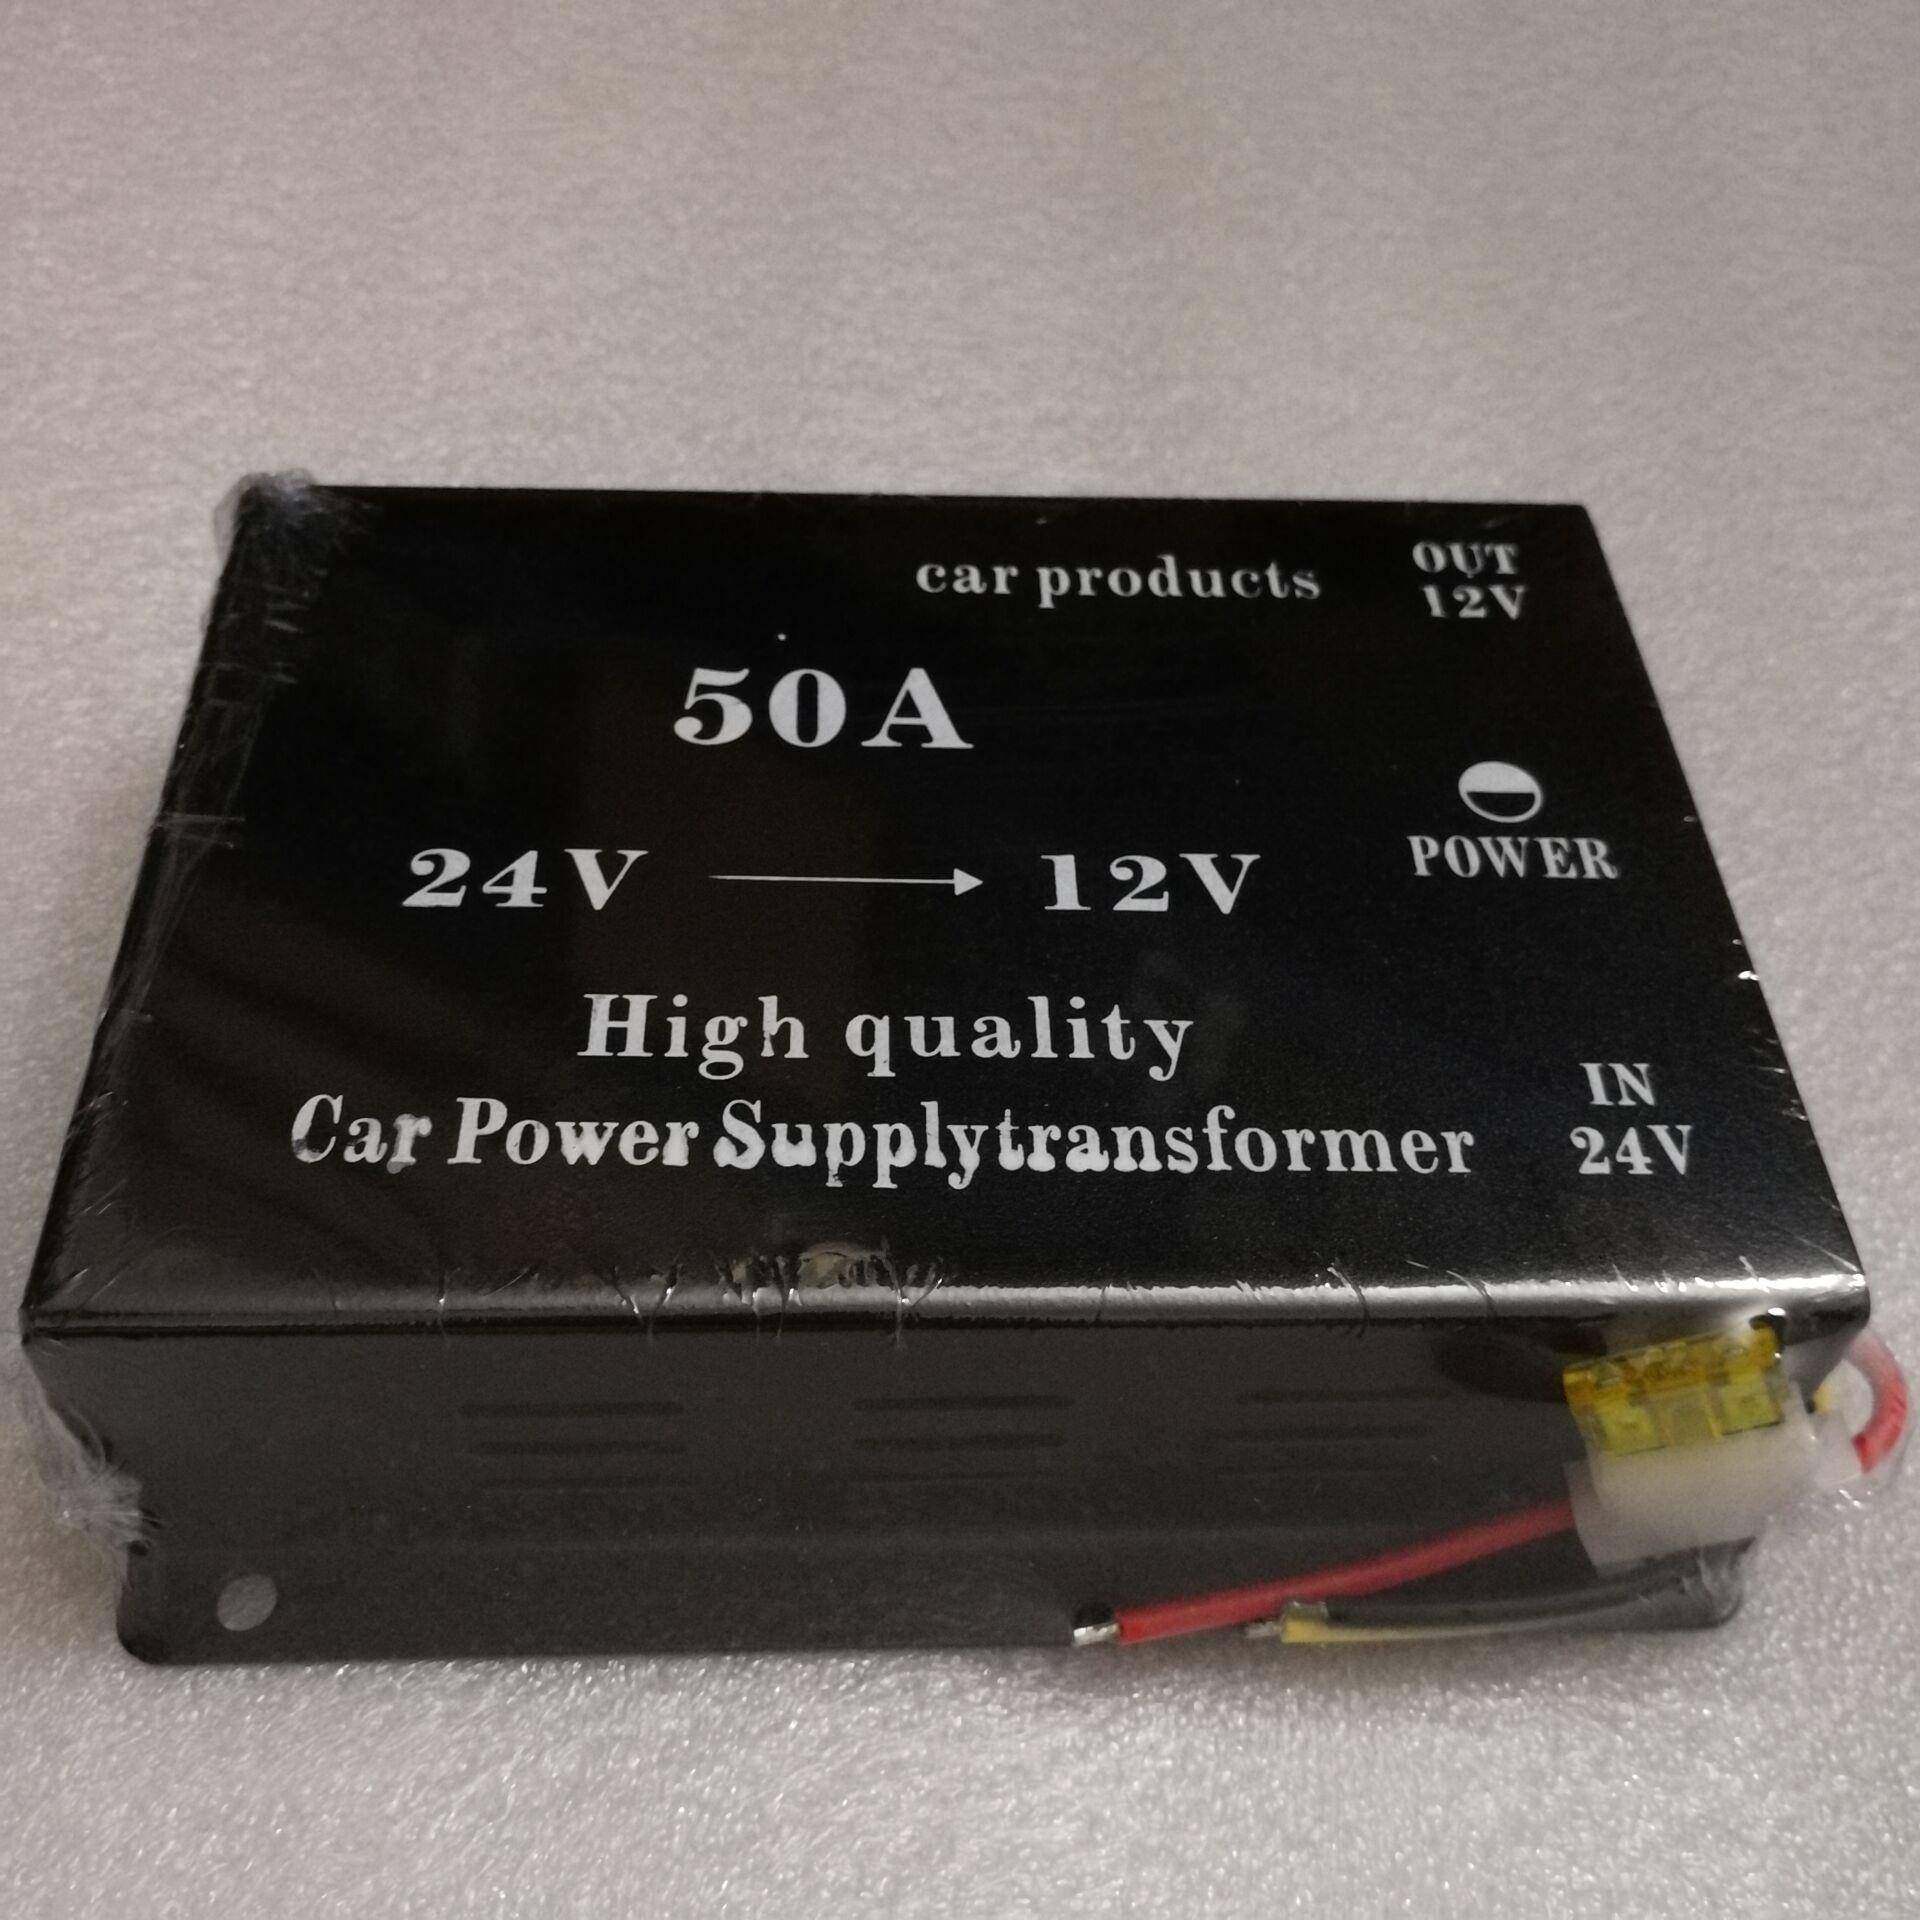 car products
OUT
12V
50A
POWER
24V → 12V
High quality
Car Power Supplytransformer
IN
24V